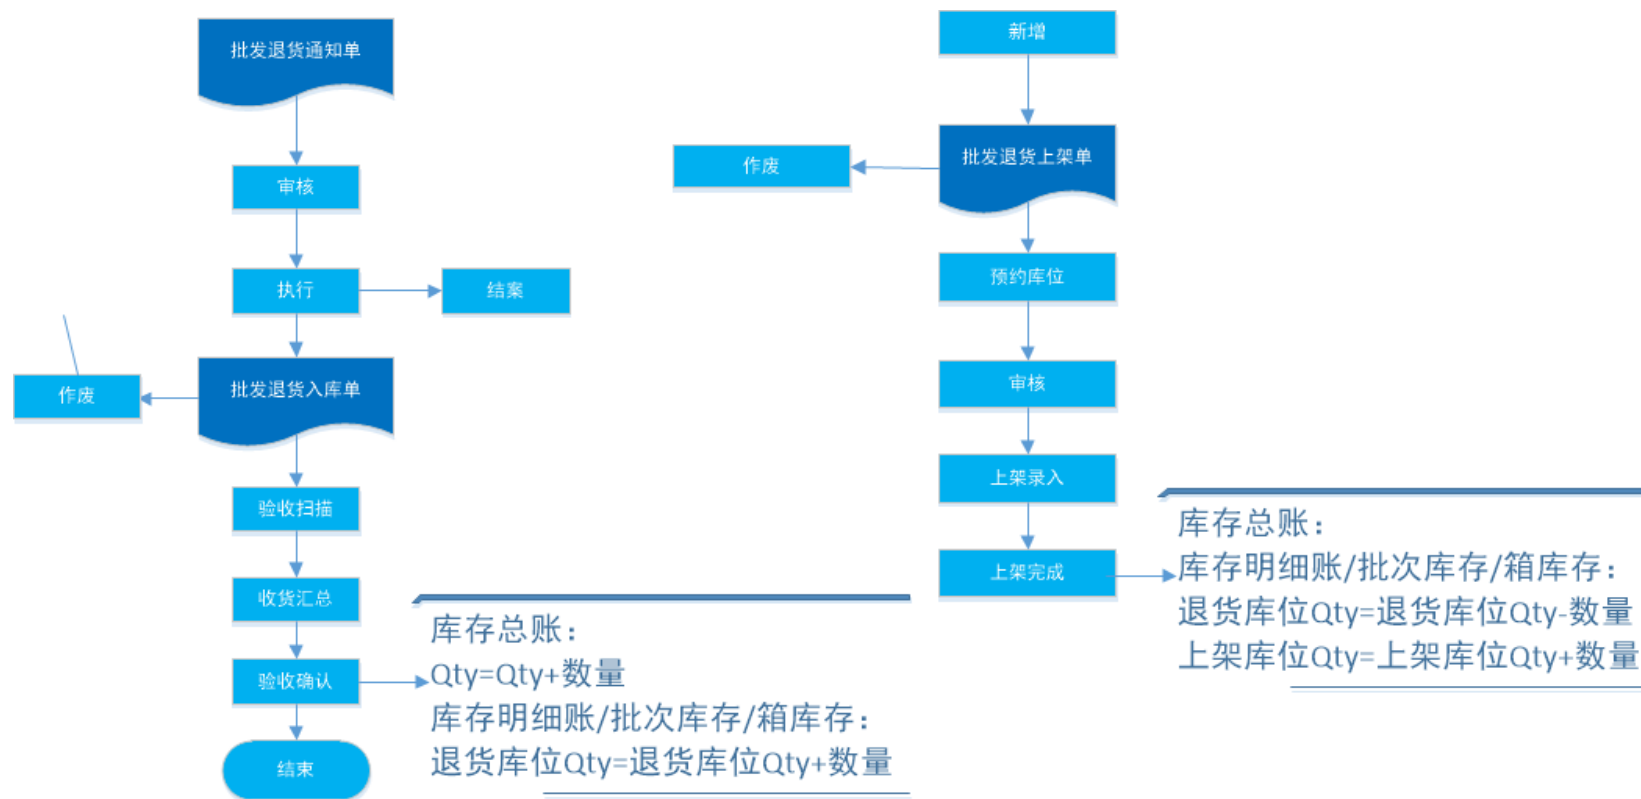 批发退货通知单
审核
执行
结案
批发退货入库单
作废
验收扫描
收货汇总
验收确认
库存总账：
Qty=Qty+数量
库存明细账/批次库存/箱库存：
退货库位Qty=退货库位Qty+数量
结束
新增
批发退货上架单
作废
预约库位
审核
上架录入
上架完成
库存总账：
库存明细账/批次库存/箱库存：
退货库位Qty=退货库位Qty-数量
上架库位Qty=上架库位Qty+数量